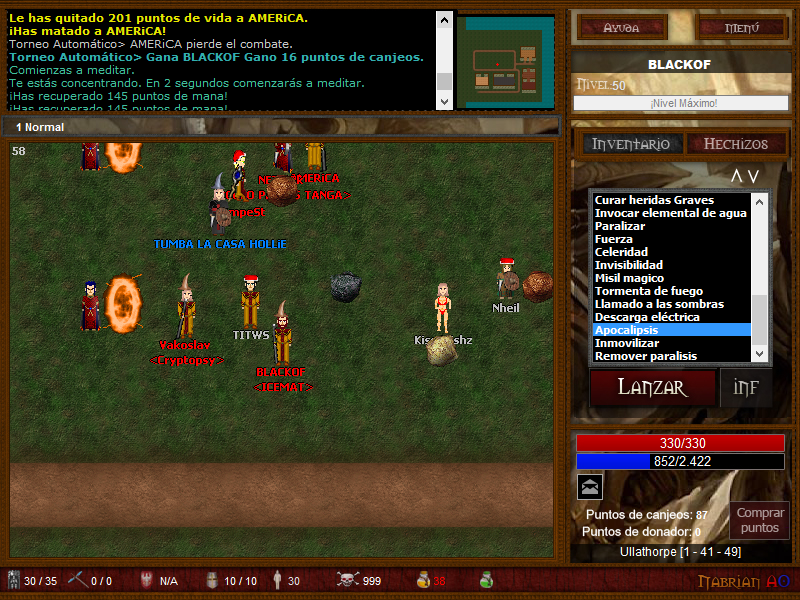 Le has quitado 201 puntos de vida a AMERiCA.
¡Has matado a AMERiCA!
Torneo Automático> AMERiCA pierde el combate.
Torneo Automático> Gana BLACKOF Gano 16 puntos de canjeos.
Comienzas a meditar.
Te estás concentrando. En 2 segundos comenzarás a meditar.
¡Has recuperado 145 puntos de mana!
¡Has recuperado 145 puntos de mana!
1 Normal
58
TANGA>
TUMBA LA CASA HOLLiE
TITWS
Vakoslav
<Cryptopsy>
BLACKOF
<ICEMAT>
Nheil
Ayuda
Menú
BLACKOF
Nivel 50
¡Nivel Máximo!
Inventario
Hechizos
Curar heridas Graves
Invocar elemental de agua
Paralizar
Fuerza
Celeridad
Invisibilidad
Misil magico
Tormenta de fuego
Llamado a las sombras
Descarga eléctrica
Apocalipsis
Inmovilizar
Remover paralisis
Lanzar
inf
330/330
852/2.422
Puntos de canjeos: 87
Puntos de donador: 0
Comprar
puntos
Ullathorpe [1 - 41 - 49]
30 / 35
0 / 0
N/A
10 / 10
30
999
38
Nabrian AO